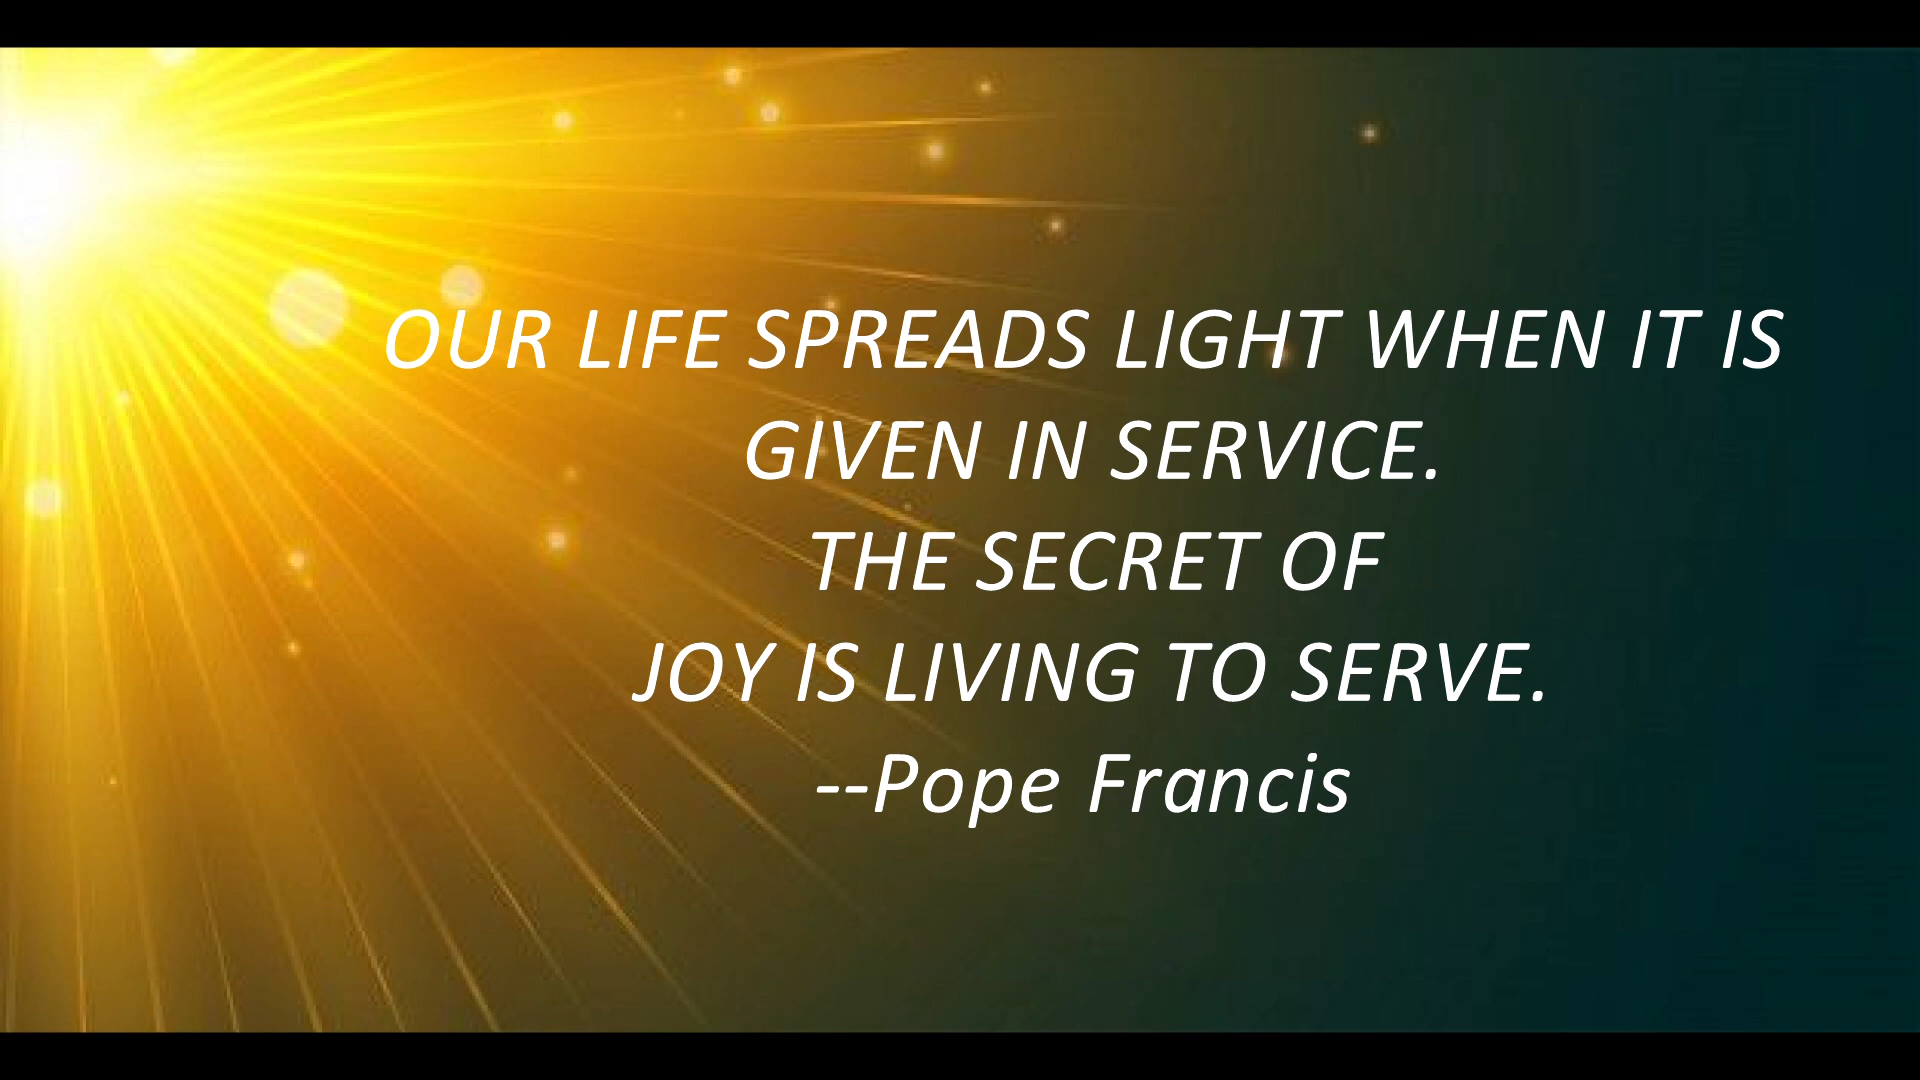 OUR LIFE SPREADS LIGHT WHEN IT IS
GIVEN IN SERVICE.
THE SECRET OF
JOY IS LIVING TO SERVE.
--Pope Francis